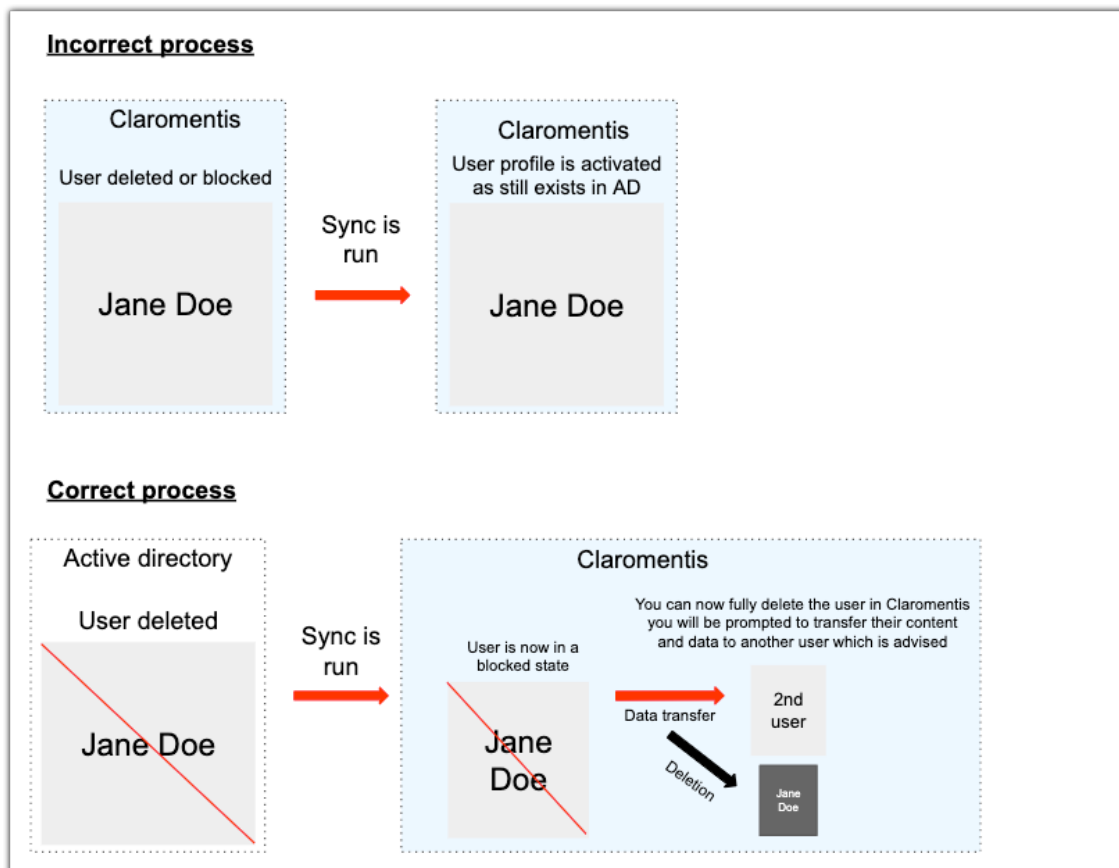 Incorrect process
Claromentis
User deleted or blocked
Jane Doe
Sync is
run
Claromentis
User profile is activated
as still exists in AD
Jane Doe
Correct process
Active directory
User deleted
Jane Doe
Sync is
run
Claromentis
User is now in a
blocked state
Jane
Doe
You can now fully delete the user in Claromentis
you will be prompted to transfer their content
and data to another user which is advised
Data transfer
Deletion
2nd
user
Jane
Doe